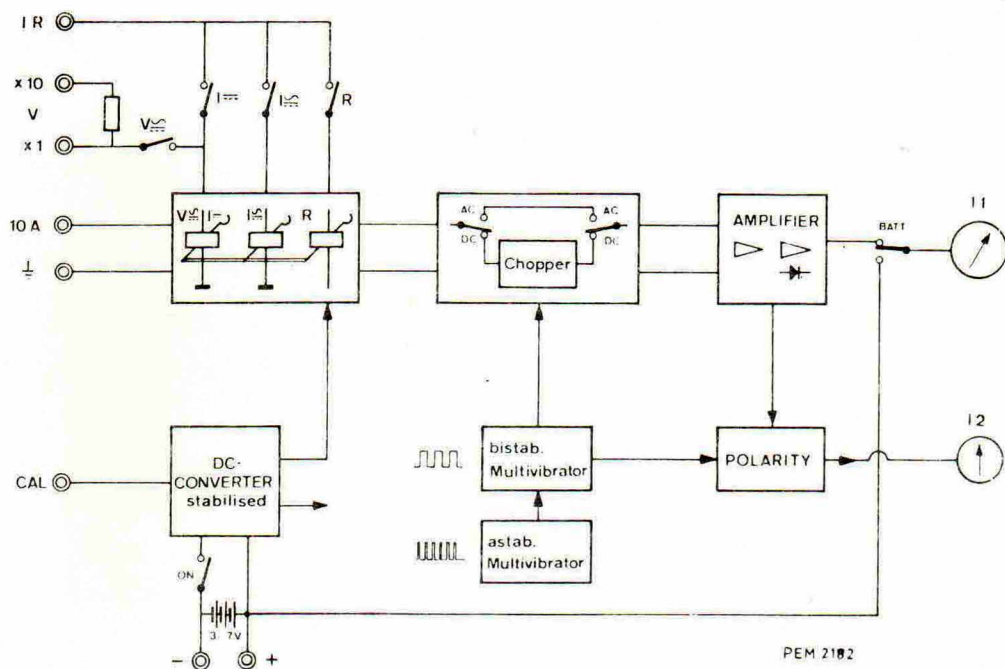 I R
x 10
V
x 1
V
I
I
R
10 A
CAL
V I
I
R
AC
DC
AC
DC
Chopper
AMPLIFIER
BATT
I1
bistab.
Multivibrator
POLARITY
I2
DC-
CONVERTER
stabilised
astab.
Multivibrator
ON
3. 7V
- +
PEM 2182